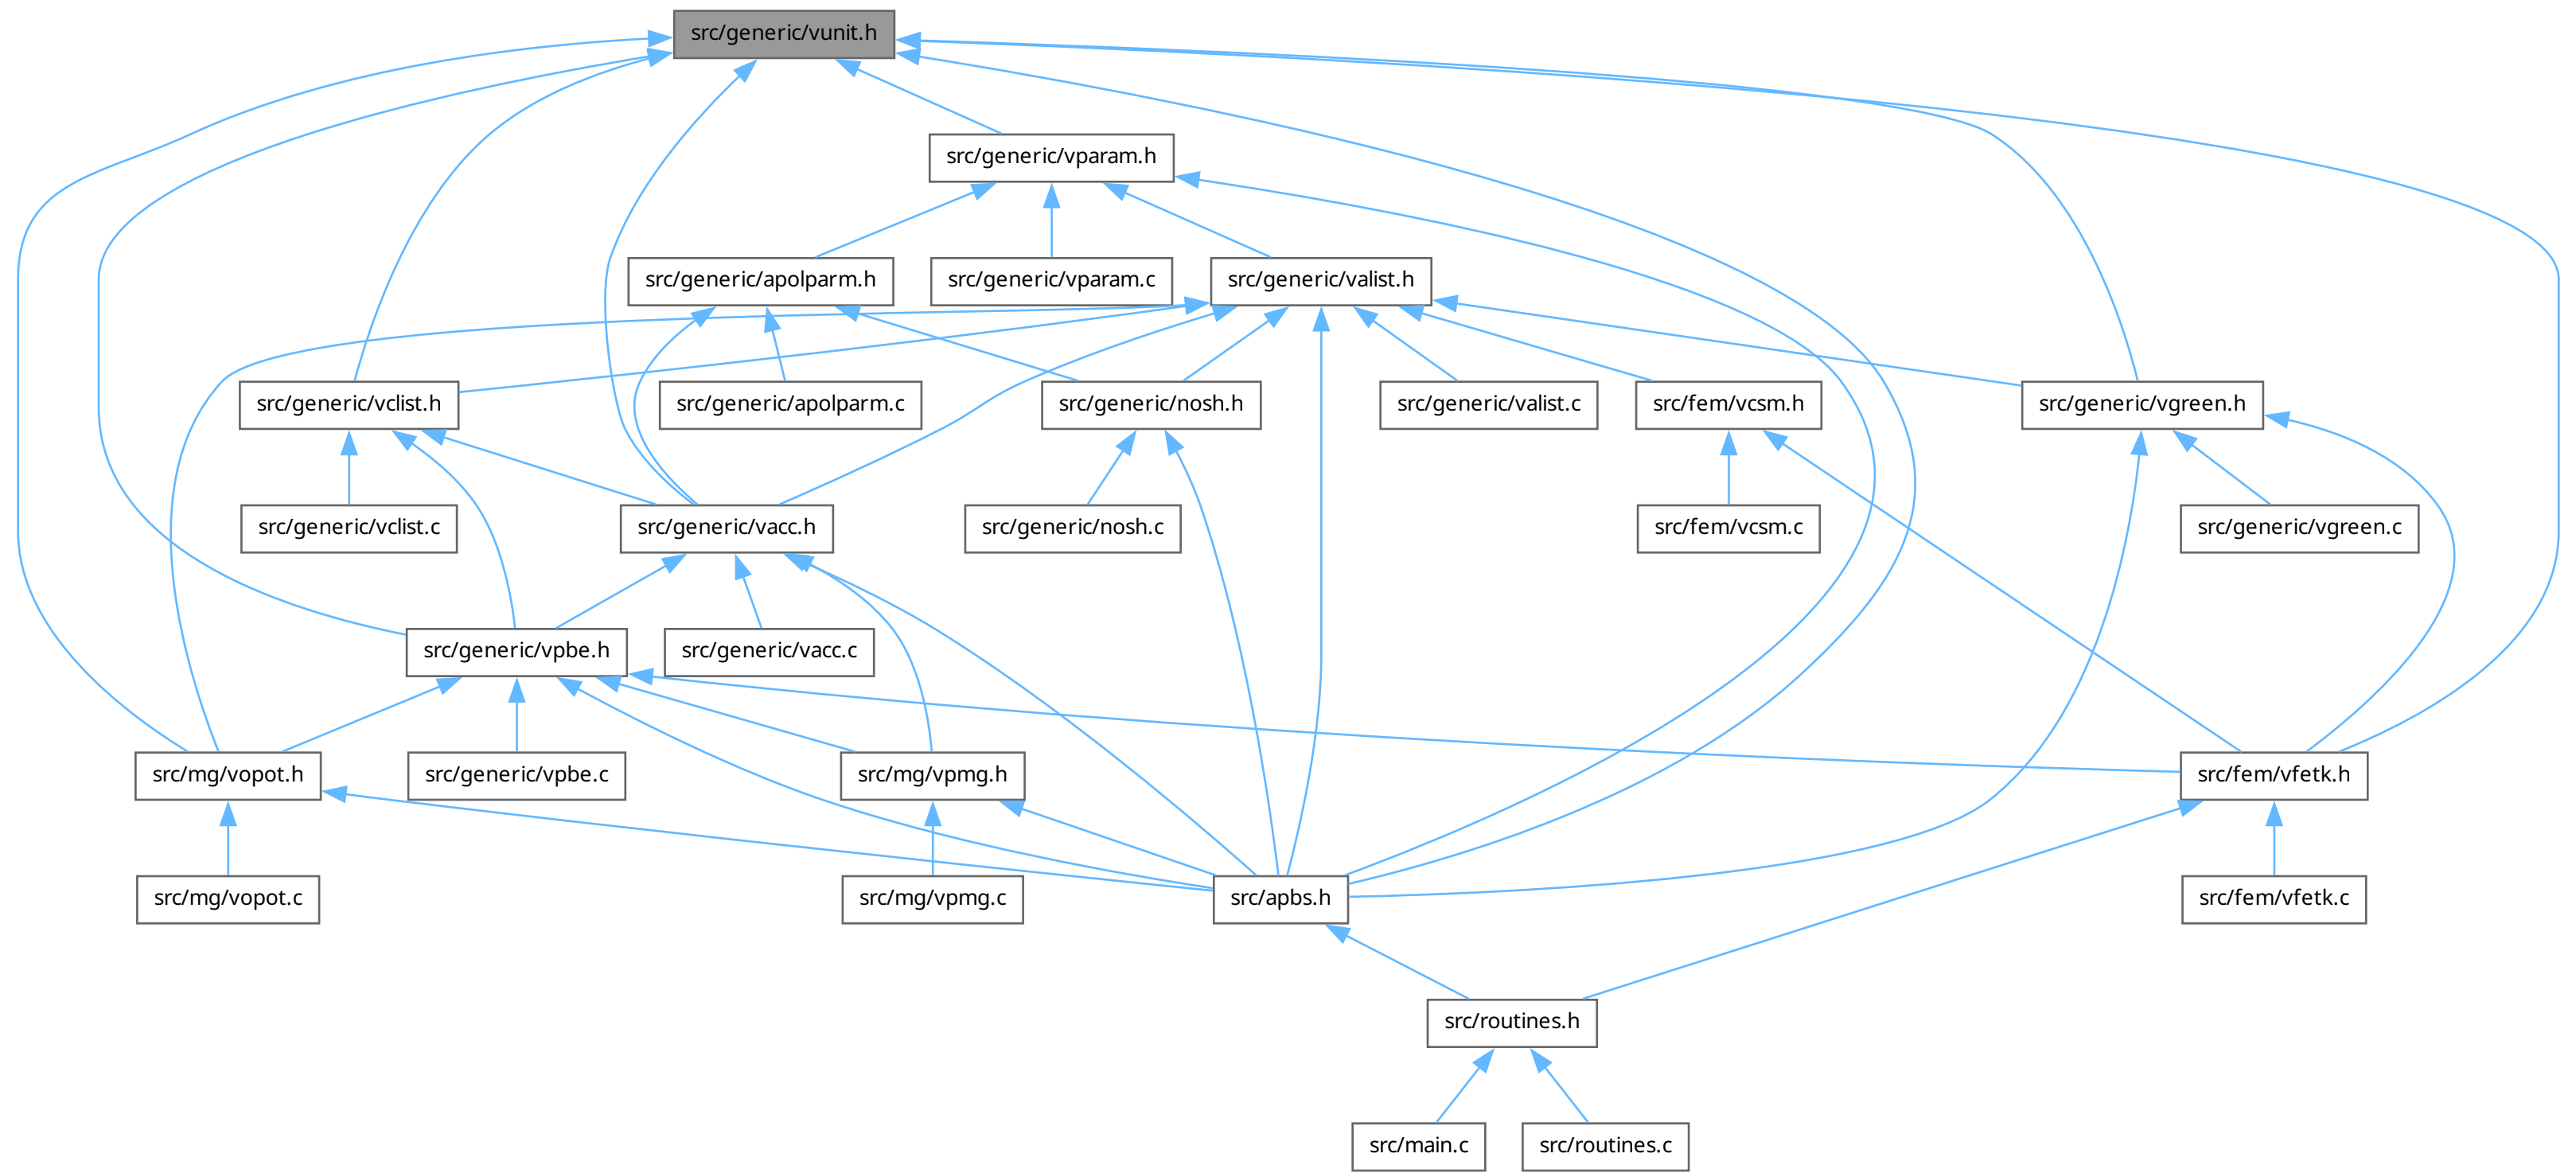 src/generic/vunit.h
src/generic/vparam.h
src/generic/apolparm.h
src/generic/vparam.c
src/generic/valist.h
src/generic/vclist.h
src/generic/apolparm.c
src/generic/nosh.h
src/generic/valist.c
src/fem/vcsm.h
src/generic/vgreen.h
src/generic/vclist.c
src/generic/vacc.h
src/generic/nosh.c
src/fem/vcsm.c
src/generic/vgreen.c
src/generic/vpbe.h
src/generic/vacc.c
src/mg/vopot.h
src/generic/vpbe.c
src/mg/vpmg.h
src/fem/vfetk.h
src/mg/vopot.c
src/mg/vpmg.c
src/apbs.h
src/fem/vfetk.c
src/routines.h
src/main.c
src/routines.c